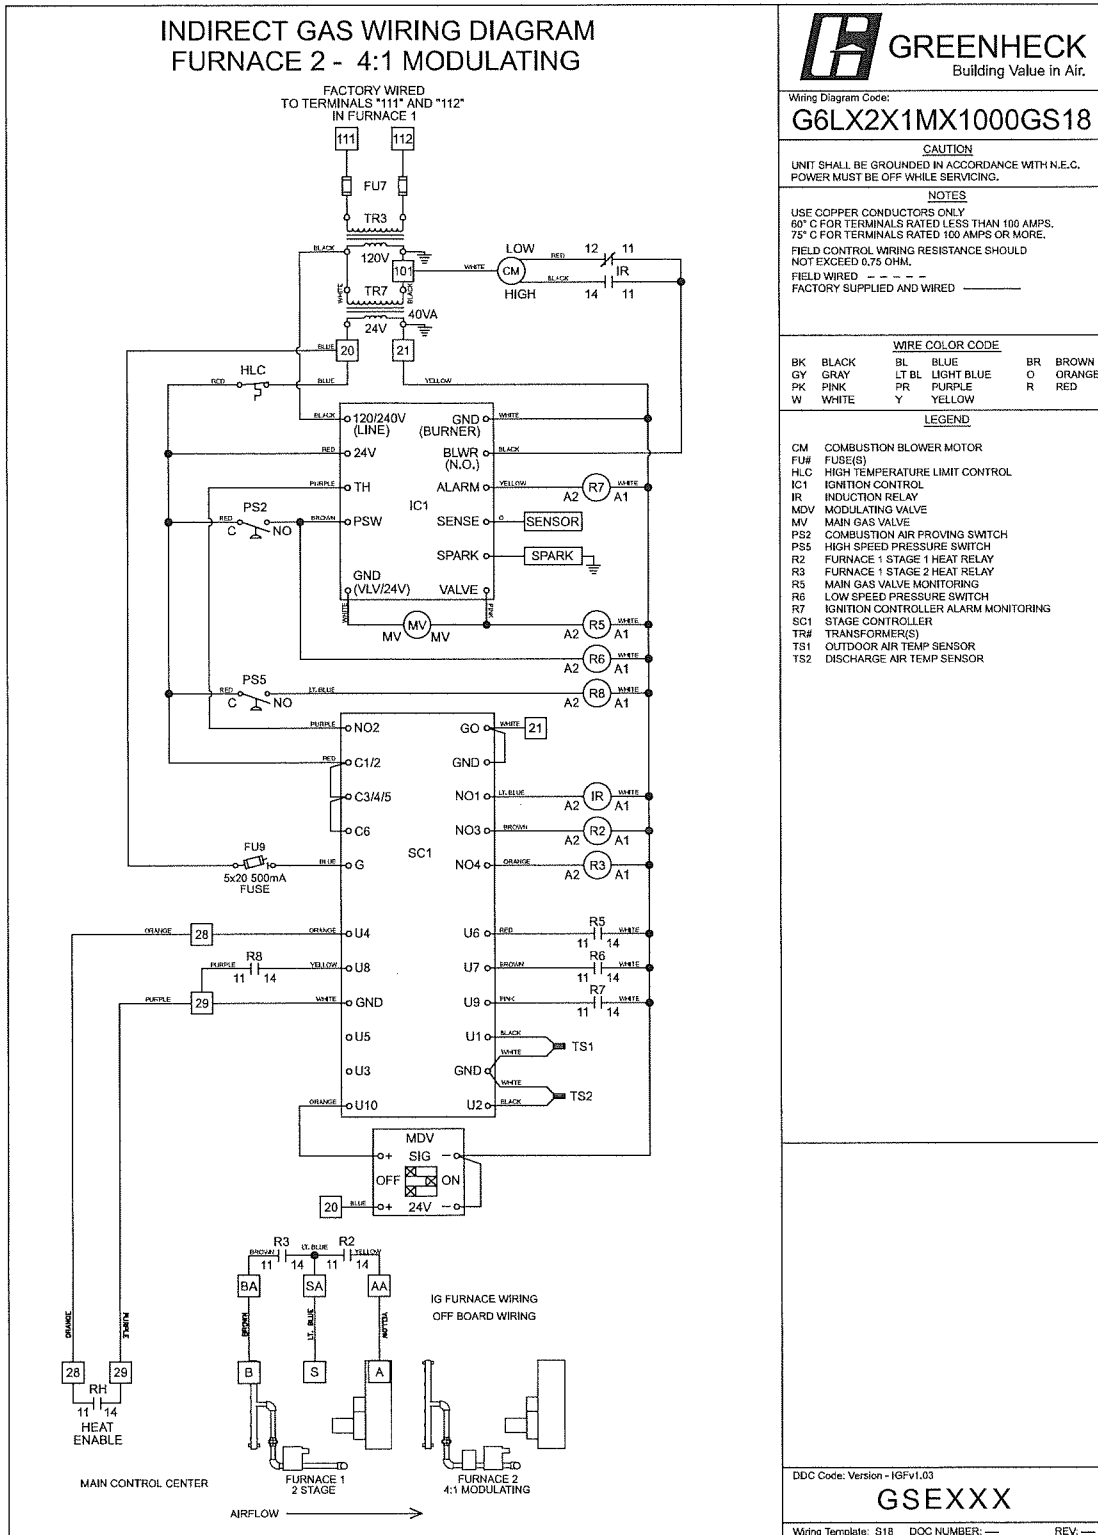 INDIRECT GAS WIRING DIAGRAM
FURNACE 2 - 4:1 MODULATING
FACTORY WIRED
TO TERMINALS "111" AND "112"
IN FURNACE 1
111 112
FU7
TR3
BLACK
120V
101
WHITE
CM
LOW
HIGH
RED 12 11
IR
BLACK 14 11
WHITE TR7 BLACK
40VA
24V
BLUE 20 21
HLC
RED BLUE YELLOW
BLACK 120/240V
(LINE)
GND WHITE
(BURNER)
RED 24V
BLWR BLACK
(N.O.)
PURPLE TH
ALARM YELLOW R7 WHITE
A2 A1
IC1
PS2
RED BROWN PSW
C NO
SENSE O SENSOR
SPARK SPARK
GND
(VLV/24V)
VALVE
WHITE PINK
MV MV MV
R5 WHITE
A2 A1
R6 WHITE
A2 A1
PS5
RED LT.BLUE R8 WHITE
C NO A2 A1
PURPLE NO2
GO WHITE 21
RED C1/2
GND
C3/4/5
NO1 LT.BLUE IR WHITE
A2 A1
C6
NO3 BROWN R2 WHITE
A2 A1
SC1
FU9
BLUE G
5x20 500mA
FUSE
NO4 ORANGE R3 WHITE
A2 A1
ORANGE 28 ORANGE U4
U6 RED R5 WHITE
11 14
R8
PURPLE YELLOW U8
11 14
U7 BROWN R6 WHITE
11 14
PURPLE 29 WHITE GND
U9 PINK R7 WHITE
11 14
U5
U1 BLACK
TS1
WHITE
U3
GND
WHITE
TS2
ORANGE U10
U2 BLACK
MDV
+ SIG -
OFF ON
20 BLUE + 24V -
R3 LT. BLUE R2
BROWN YELLOW
11 14 11 14
BA SA AA
BROWN LT. BLUE YELLOW
B S A
IG FURNACE WIRING
OFF BOARD WIRING
ORANGE PURPLE
28 29
RH
11 14
HEAT
ENABLE
MAIN CONTROL CENTER
FURNACE 1
2 STAGE
FURNACE 2
4:1 MODULATING
AIRFLOW
GREENHECK
Building Value in Air.
Wiring Diagram Code:
G6LX2X1MX1000GS18
CAUTION
UNIT SHALL BE GROUNDED IN ACCORDANCE WITH N.E.C.
POWER MUST BE OFF WHILE SERVICING.
NOTES
USE COPPER CONDUCTORS ONLY
60° C FOR TERMINALS RATED LESS THAN 100 AMPS.
75° C FOR TERMINALS RATED 100 AMPS OR MORE.
FIELD CONTROL WIRING RESISTANCE SHOULD
NOT EXCEED 0.75 OHM.
FIELD WIRED - - - - -
FACTORY SUPPLIED AND WIRED ———
WIRE COLOR CODE
BK BLACK BL BLUE BR BROWN
GY GRAY LT BL LIGHT BLUE O ORANGE
PK PINK PR PURPLE R RED
W WHITE Y YELLOW
LEGEND
CM COMBUSTION BLOWER MOTOR
FU# FUSE(S)
HLC HIGH TEMPERATURE LIMIT CONTROL
IC1 IGNITION CONTROL
IR INDUCTION RELAY
MDV MODULATING VALVE
MV MAIN GAS VALVE
PS2 COMBUSTION AIR PROVING SWITCH
PS5 HIGH SPEED PRESSURE SWITCH
R2 FURNACE 1 STAGE 1 HEAT RELAY
R3 FURNACE 1 STAGE 2 HEAT RELAY
R5 MAIN GAS VALVE MONITORING
R6 LOW SPEED PRESSURE SWITCH
R7 IGNITION CONTROLLER ALARM MONITORING
SC1 STAGE CONTROLLER
TR# TRANSFORMER(S)
TS1 OUTDOOR AIR TEMP SENSOR
TS2 DISCHARGE AIR TEMP SENSOR
DDC Code: Version - IGFv1.03
GSEXXX
Wiring Template: S18 DOC NUMBER: — REV: —